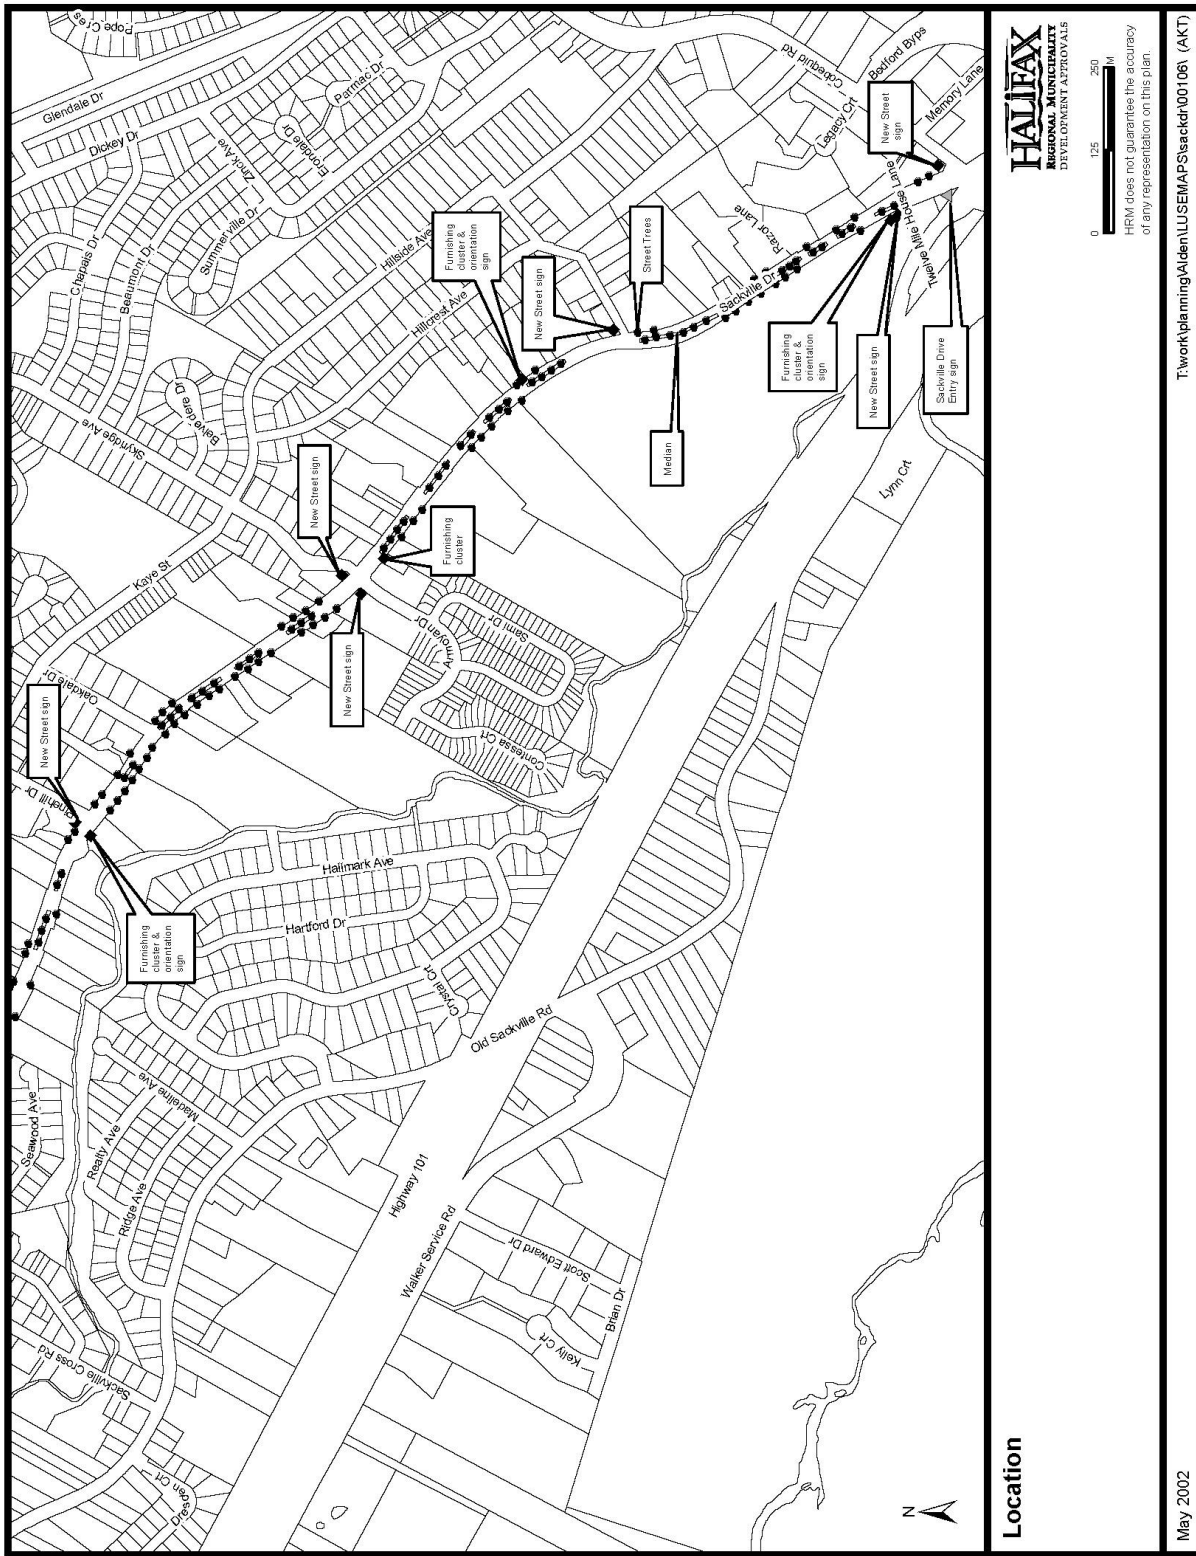 Pope Cres
Glendale Dr
Dickey Dr
Parmac Dr
Zinck Ave
Chapais Dr
Beaumont Dr
Summerville Dr
Hillside Ave
Hillcrest Ave
Skyridge Ave
Belvedere Dr
Kaye St
Oakdale Dr
Pinehill Dr
Cobequid Rd
Bedford Byps
Legacy Crt
Memory Lane
Razor Lane
Sackville Dr
Twelve Mile House Lane
New Street
sign
Furnishing
cluster &
orientation
sign
New Street sign
Street Trees
Furnishing
cluster &
orientation
sign
New Street sign
Sackville Drive
Entry sign
Median
New Street sign
Furnishing
cluster
New Street sign
New Street sign
Furnishing
cluster &
orientation
sign
Armoyan Dr
Sami Dr
Contessa Crt
Hallmark Ave
Hartford Dr
Crystal Crt
Old Sackville Rd
Lynn Crt
Seawood Ave
Madeline Ave
Realty Ave
Ridge Ave
Sackville Cross Rd
Dresden Crt
Highway 101
Walker Service Rd
Scott Edward Dr
Brian Dr
Kelly Crt
N
Location
HALIFAX
REGIONAL MUNICIPALITY
DEVELOPMENT APPROVALS
0 125 250
M
HRM does not guarantee the accuracy
of any representation on this plan.
May 2002
T:\work\planning\Alden\LUSEMAPS\sackdr\00106\ (AKT)